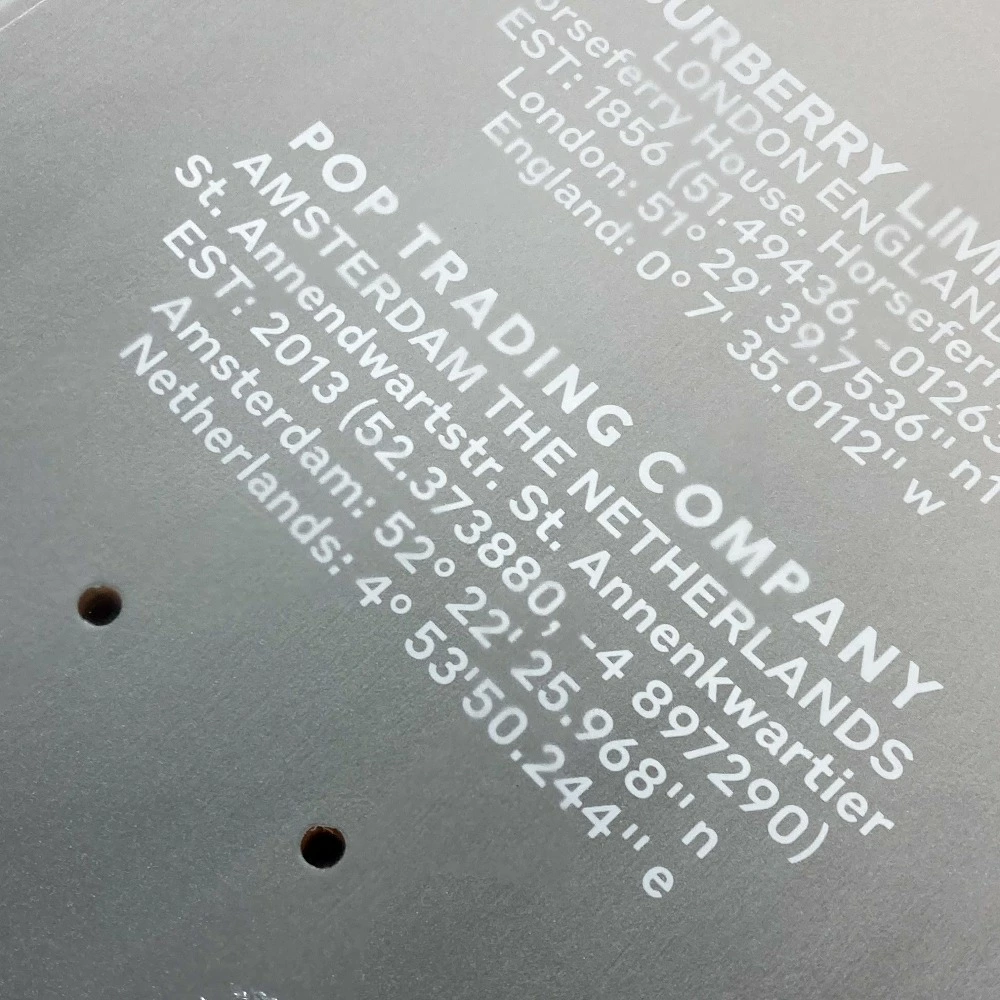 BURBERRY LIMI
LONDON ENGLAND
orseferry House. Horseferr
EST: 1856 (51.49436, -01263
London: 51° 29' 39.7536" n1
England: 0° 7' 35.0112" w
POP TRADING COMPANY
AMSTERDAM THE NETHERLANDS
St. Annendwartstr. St. Annenkwartier
EST: 2013 (52.373880, -4 897290)
Amsterdam: 52° 22' 25.968" n
Netherlands: 4° 53'50.244" e